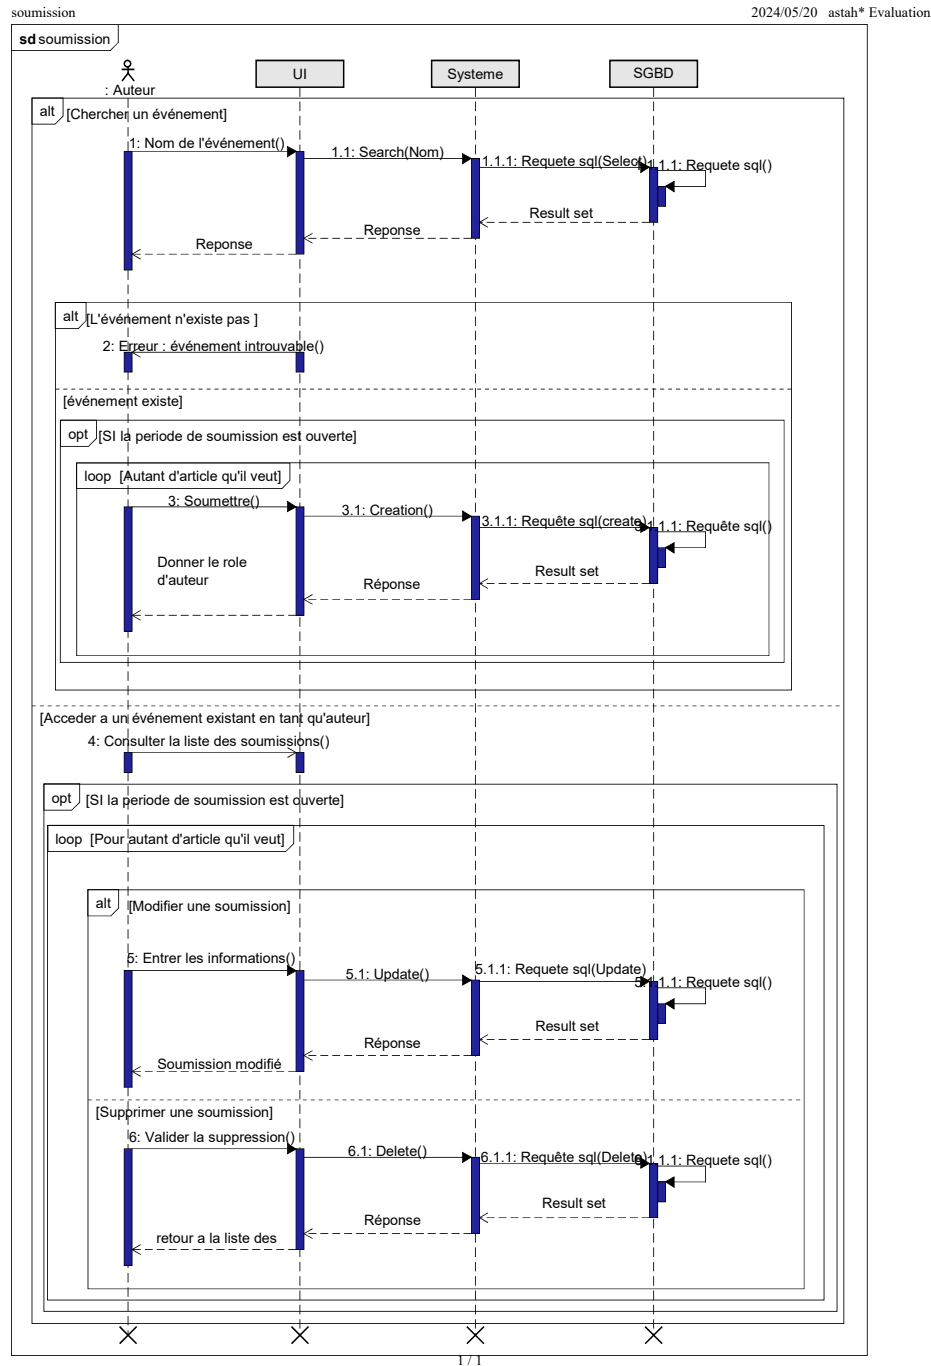 soumission
2024/05/20 astah* Evaluation
sd soumission
: Auteur
UI
Systeme
SGBD
alt [Chercher un événement]
1: Nom de l'événement()
1.1: Search(Nom)
1.1.1: Requete sql(Select)
1.1.1: Requete sql()
Result set
Reponse
Reponse
alt [L'événement n'existe pas ]
2: Erreur : événement introuvable()
[événement existe]
opt [SI la periode de soumission est ouverte]
loop [Autant d'article qu'il veut]
3: Soumettre()
3.1: Creation()
3.1.1: Requête sql(create)
3.1.1.1: Requête sql()
Donner le role
d'auteur
Result set
Réponse
[Acceder a un événement existant en tant qu'auteur]
4: Consulter la liste des soumissions()
opt [SI la periode de soumission est ouverte]
loop [Pour autant d'article qu'il veut]
alt [Modifier une soumission]
5: Entrer les informations()
5.1: Update()
5.1.1: Requete sql(Update)
5.1.1.1: Requete sql()
Result set
Réponse
Soumission modifié
[Supprimer une soumission]
6: Valider la suppression()
6.1: Delete()
6.1.1: Requête sql(Delete)
6.1.1.1: Requete sql()
Result set
Réponse
retour a la liste des
1 / 1